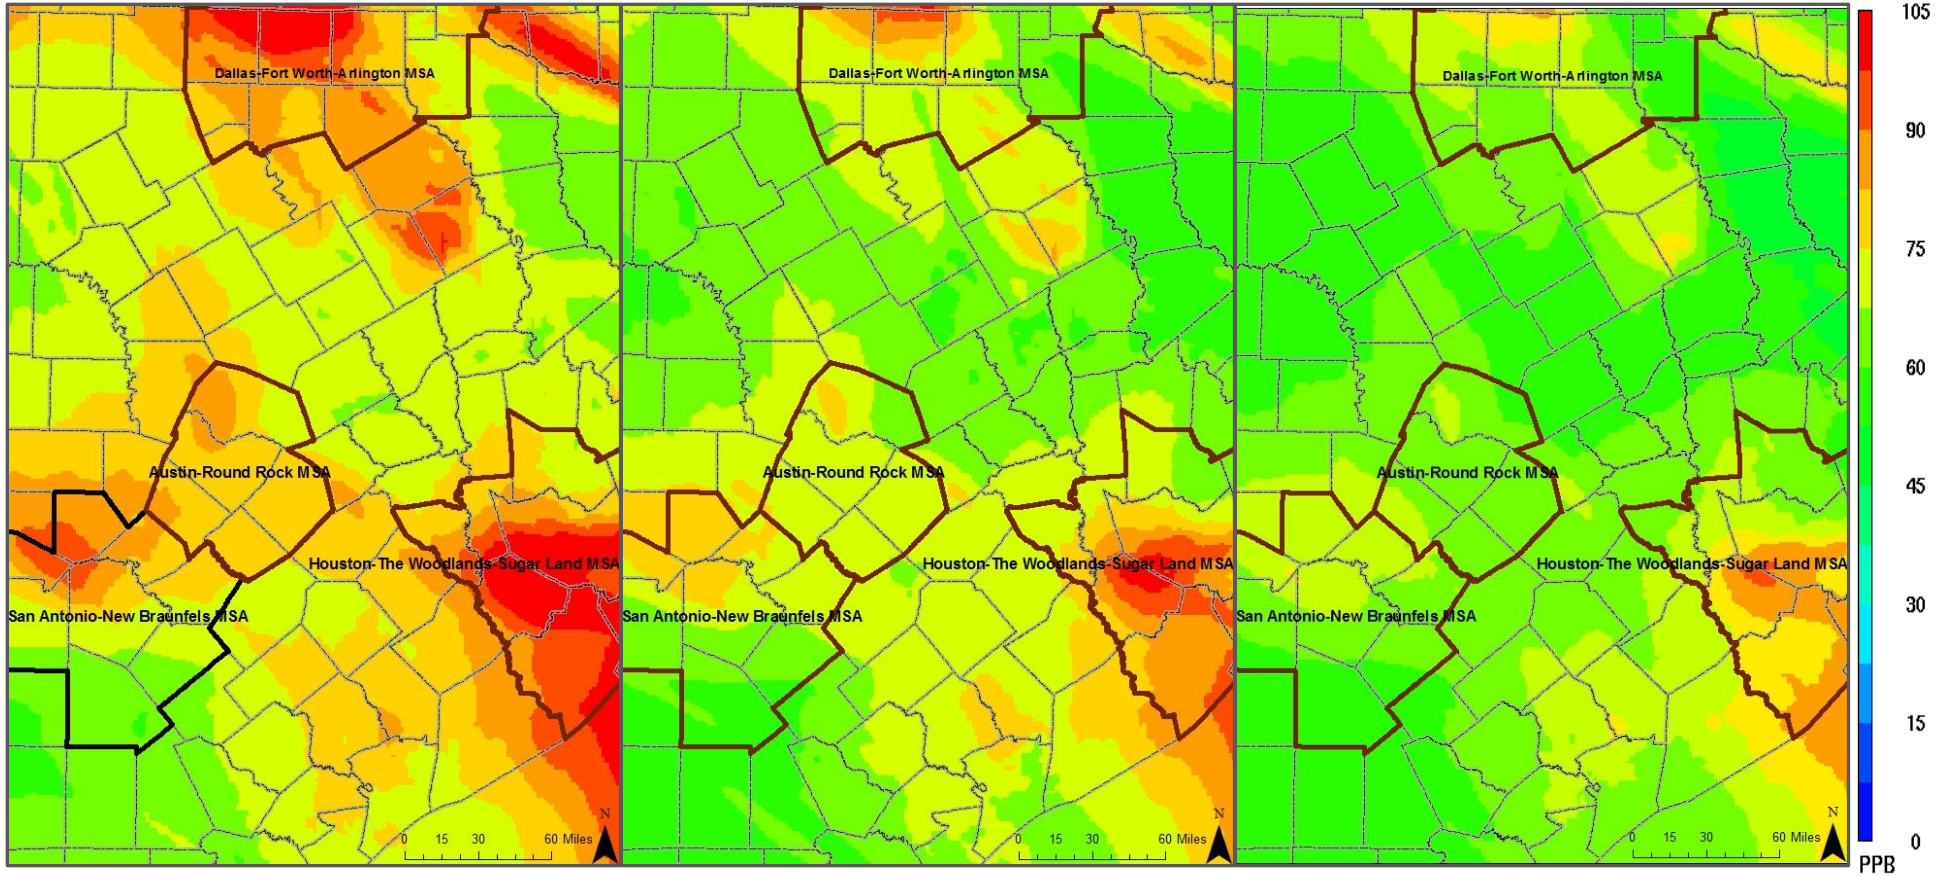 Dallas-Fort Worth-Arlington MSA
Austin-Round Rock MSA
Houston-The Woodlands-Sugar Land MSA
San Antonio-New Braunfels MSA
N
0 15 30 60 Miles
Dallas-Fort Worth-Arlington MSA
Austin-Round Rock MSA
Houston-The Woodlands-Sugar Land MSA
San Antonio-New Braunfels MSA
N
0 15 30 60 Miles
Dallas-Fort Worth-Arlington MSA
Austin-Round Rock MSA
Houston-The Woodlands-Sugar Land MSA
San Antonio-New Braunfels MSA
N
0 15 30 60 Miles
105
90
75
60
45
30
15
0
PPB